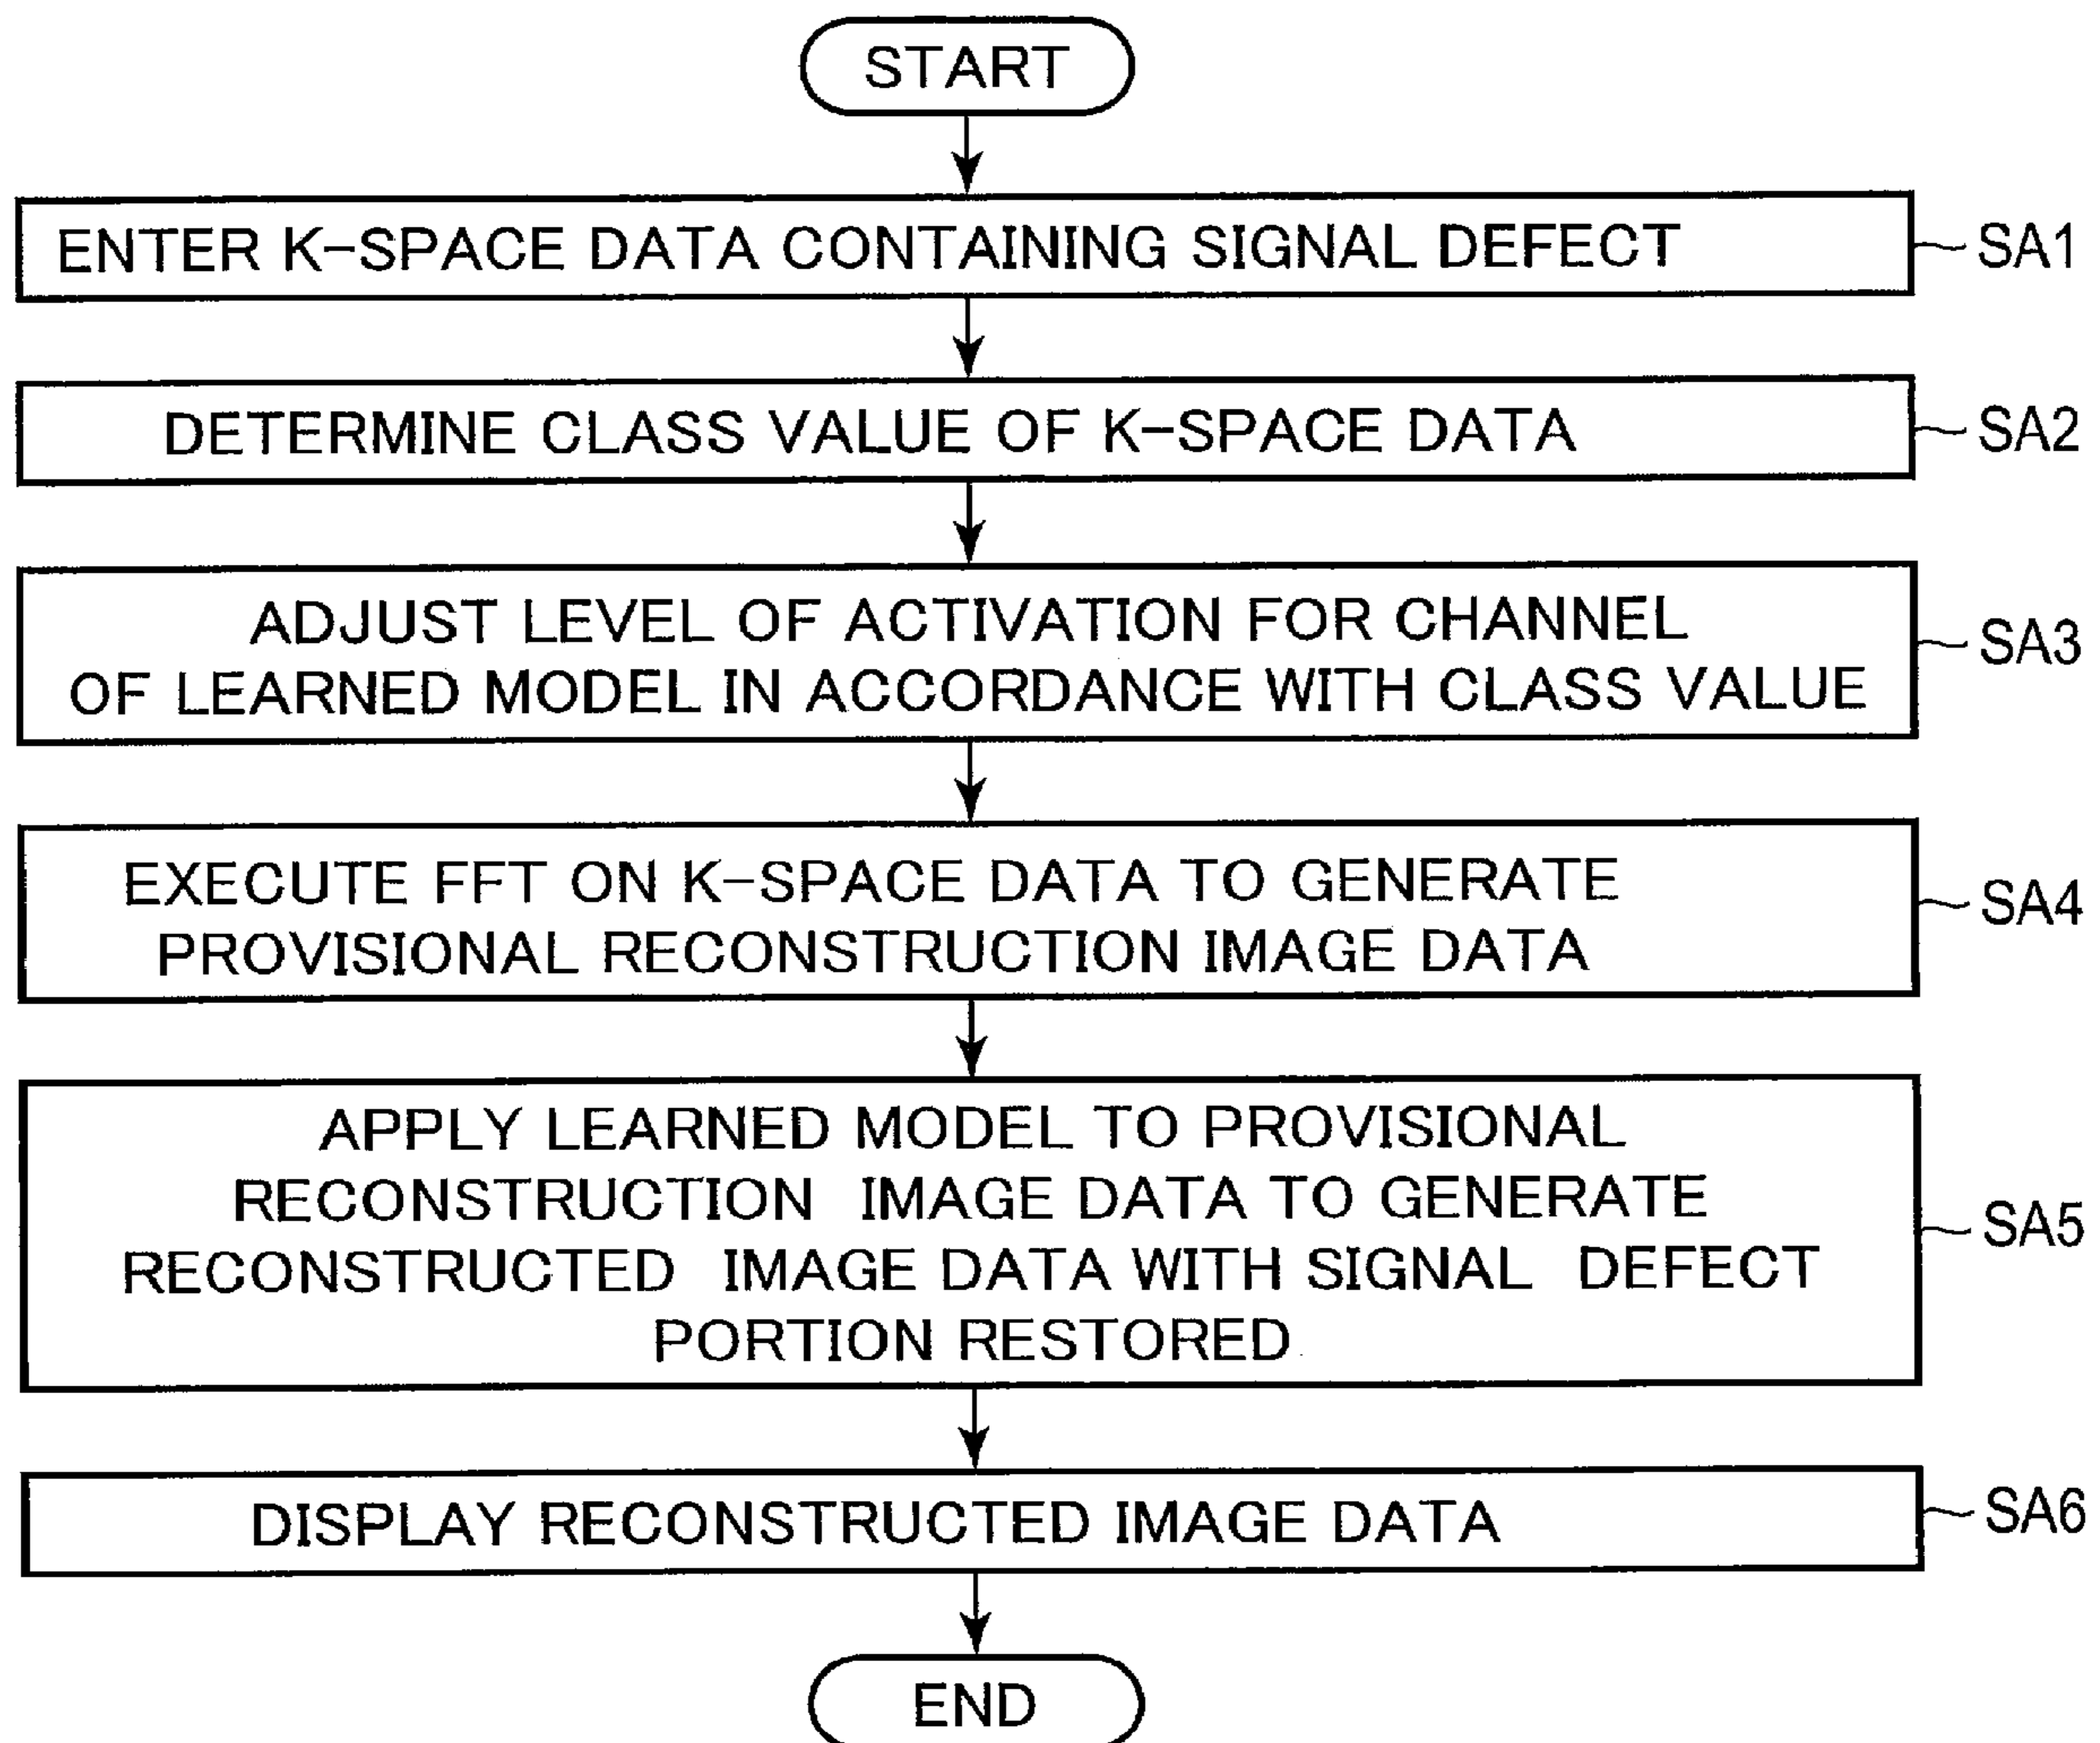 START
ENTER K-SPACE DATA CONTAINING SIGNAL DEFECT
SA1
DETERMINE CLASS VALUE OF K-SPACE DATA
SA2
ADJUST LEVEL OF ACTIVATION FOR CHANNEL
OF LEARNED MODEL IN ACCORDANCE WITH CLASS VALUE
SA3
EXECUTE FFT ON K-SPACE DATA TO GENERATE
PROVISIONAL RECONSTRUCTION IMAGE DATA
SA4
APPLY LEARNED MODEL TO PROVISIONAL
RECONSTRUCTION IMAGE DATA TO GENERATE
RECONSTRUCTED IMAGE DATA WITH SIGNAL DEFECT
PORTION RESTORED
SA5
DISPLAY RECONSTRUCTED IMAGE DATA
SA6
END